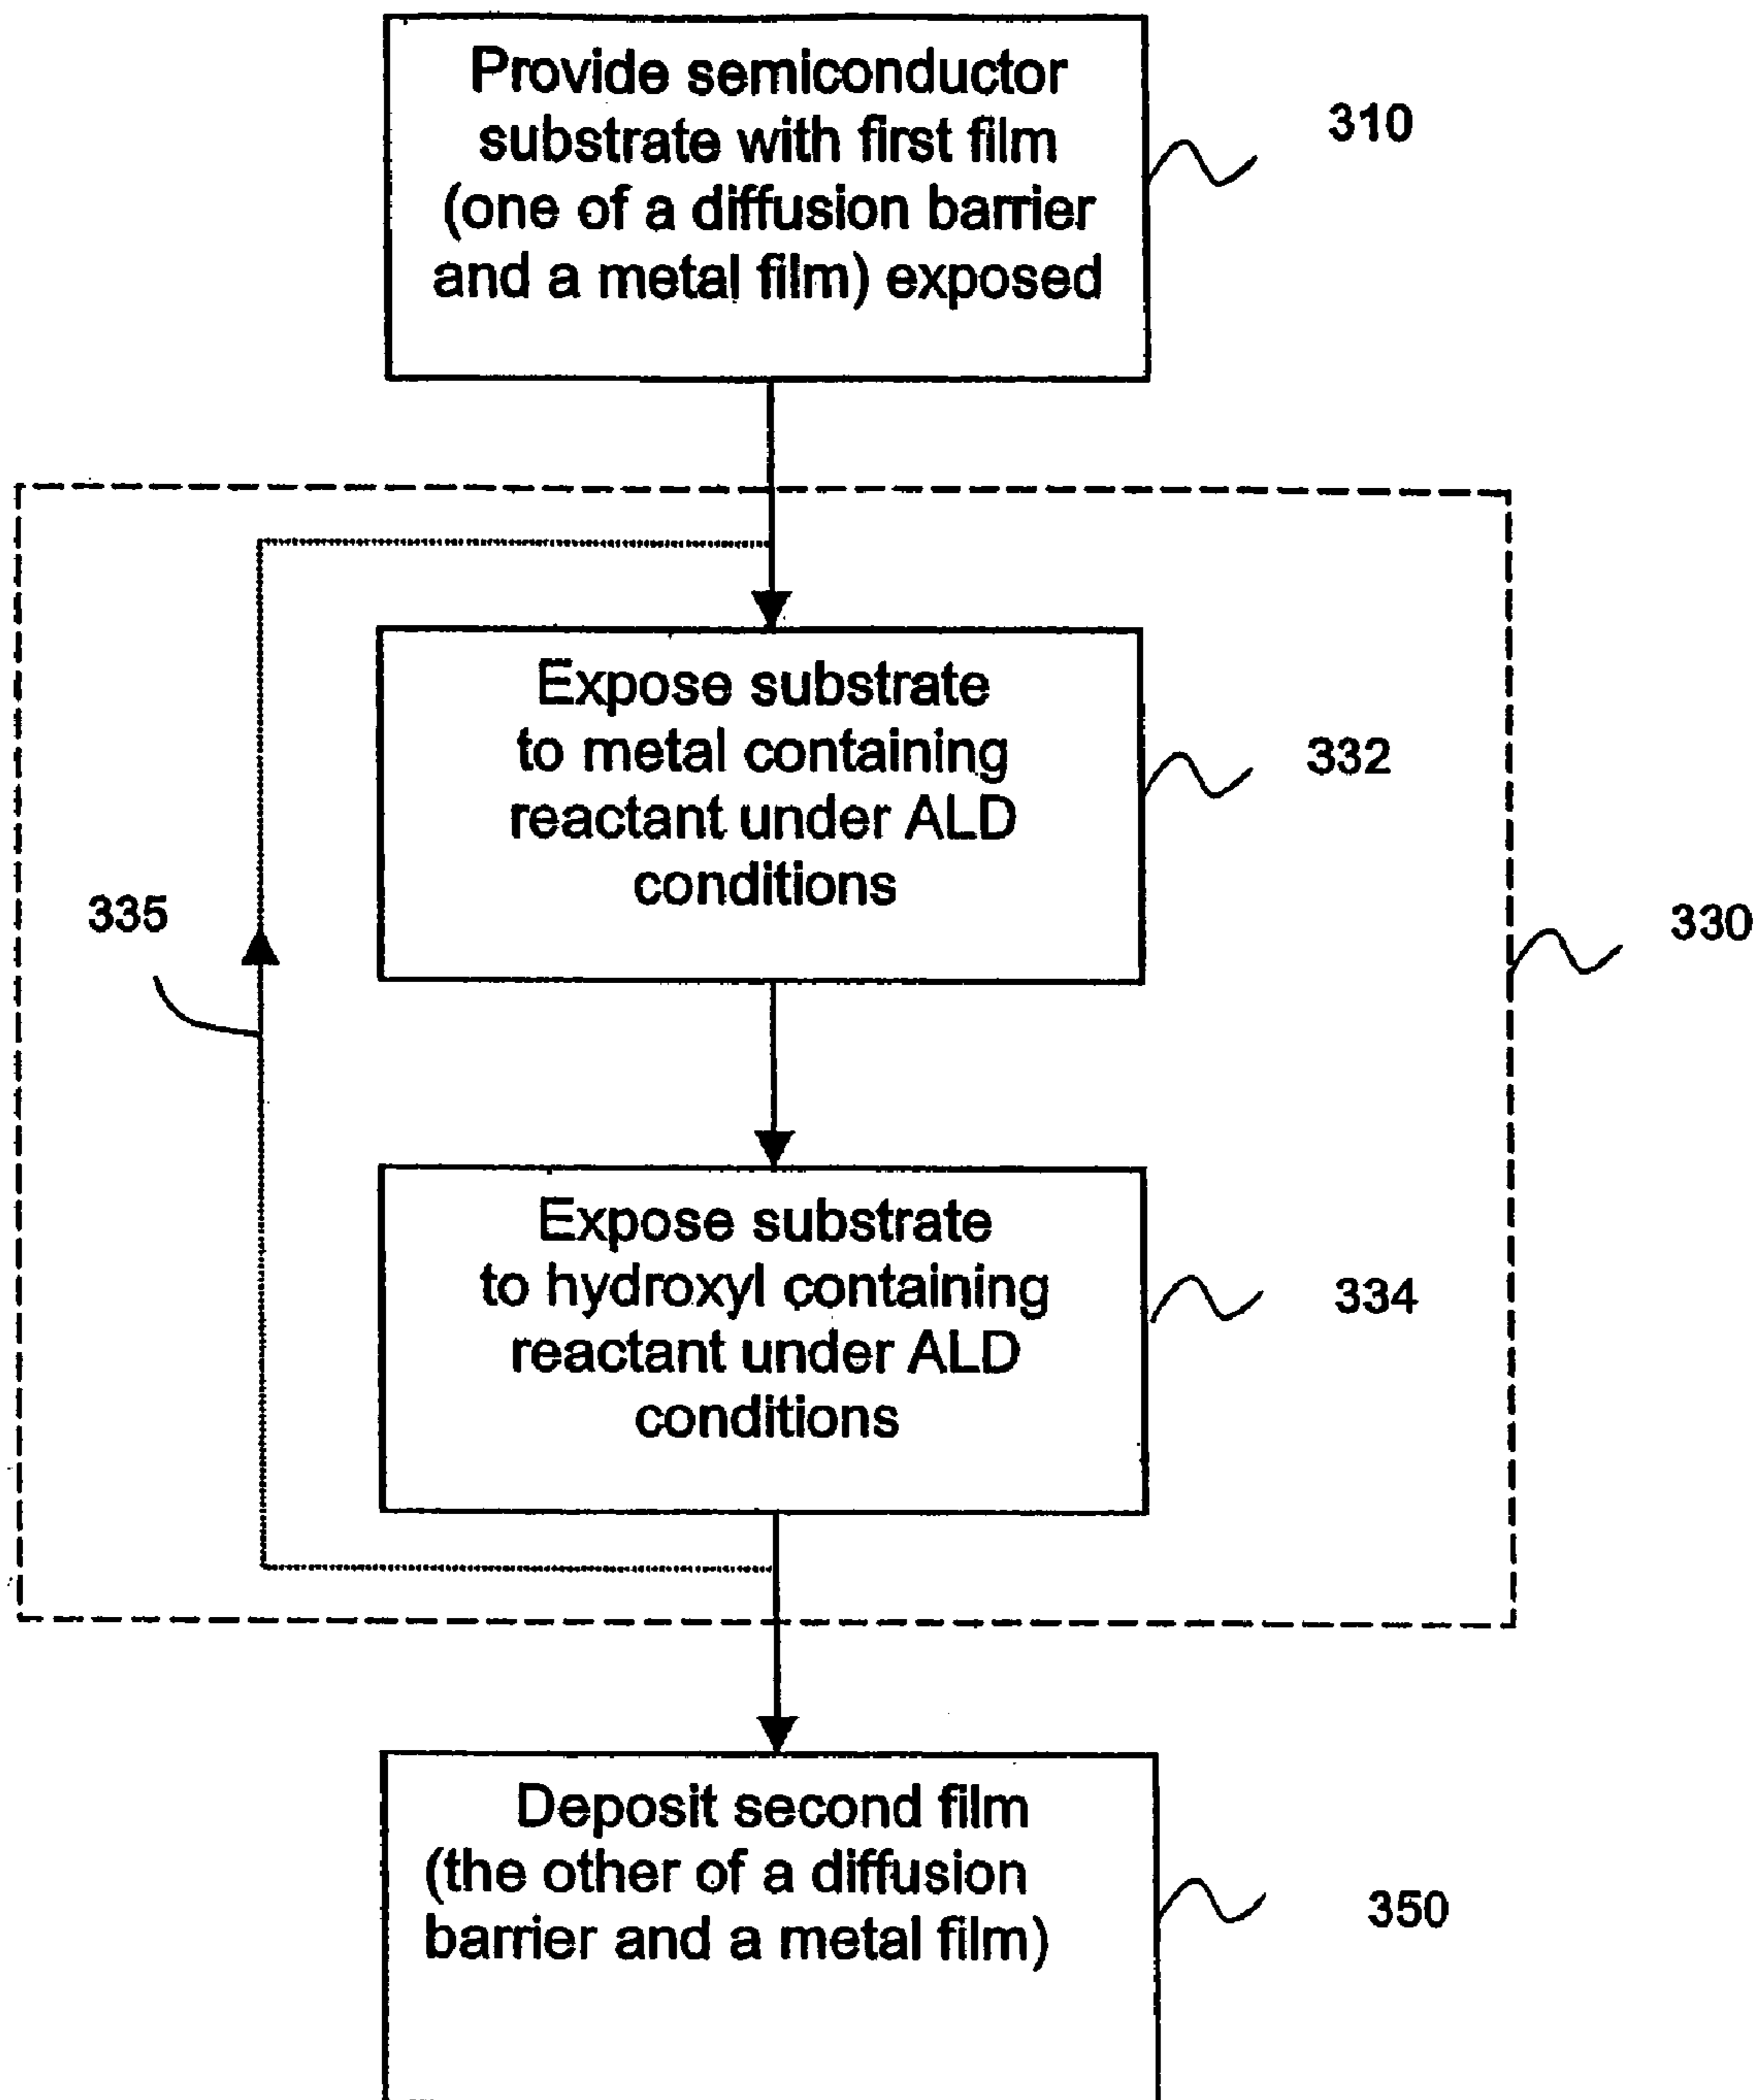 Provide semiconductor
substrate with first film
(one of a diffusion barrier
and a metal film) exposed
310
Expose substrate
to metal containing
reactant under ALD
conditions
332
335
330
Expose substrate
to hydroxyl containing
reactant under ALD
conditions
334
Deposit second film
(the other of a diffusion
barrier and a metal film)
350